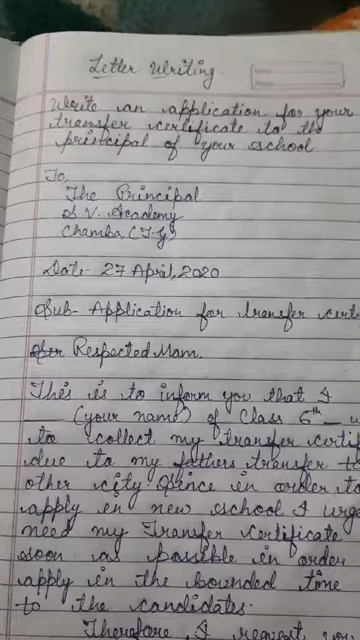 Letter Writing.
Write an application for your
transfer certificate to the
principal of your school
To,
The Principal
S.V. Academy
Chamba, (T.G)
Date- 27 April, 2020
Sub- Application for transfer certi
Respected Mam.
This is to inform you that I
(your name) of Class 6th
to collect my transfer certif
due to my fathers transfer to
other city. Since in order to
apply in new school I urge
need my Transfer Certificate
soon as possible in order
apply in the bounded time
to the candidates.
Therefore I request you